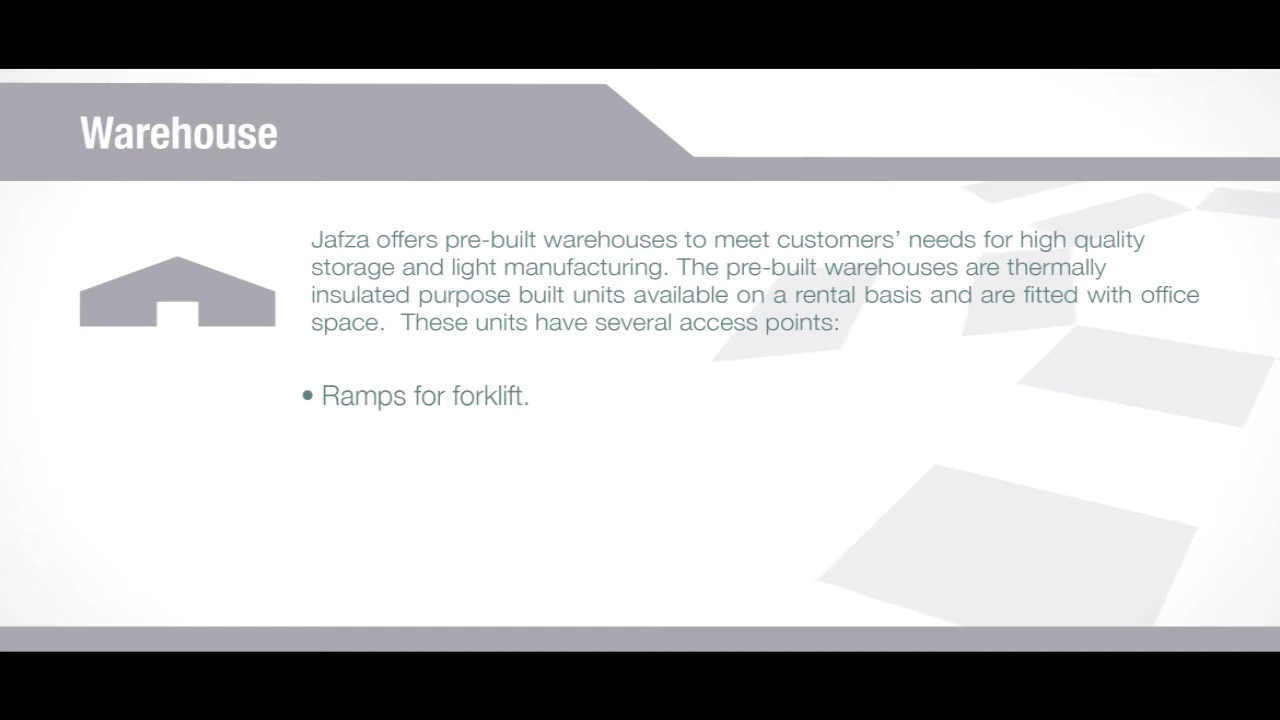 Warehouse
Jafza offers pre-built warehouses to meet customers’ needs for high quality
storage and light manufacturing. The pre-built warehouses are thermally
insulated purpose built units available on a rental basis and are fitted with office
space.  These units have several access points:
• Ramps for forklift.